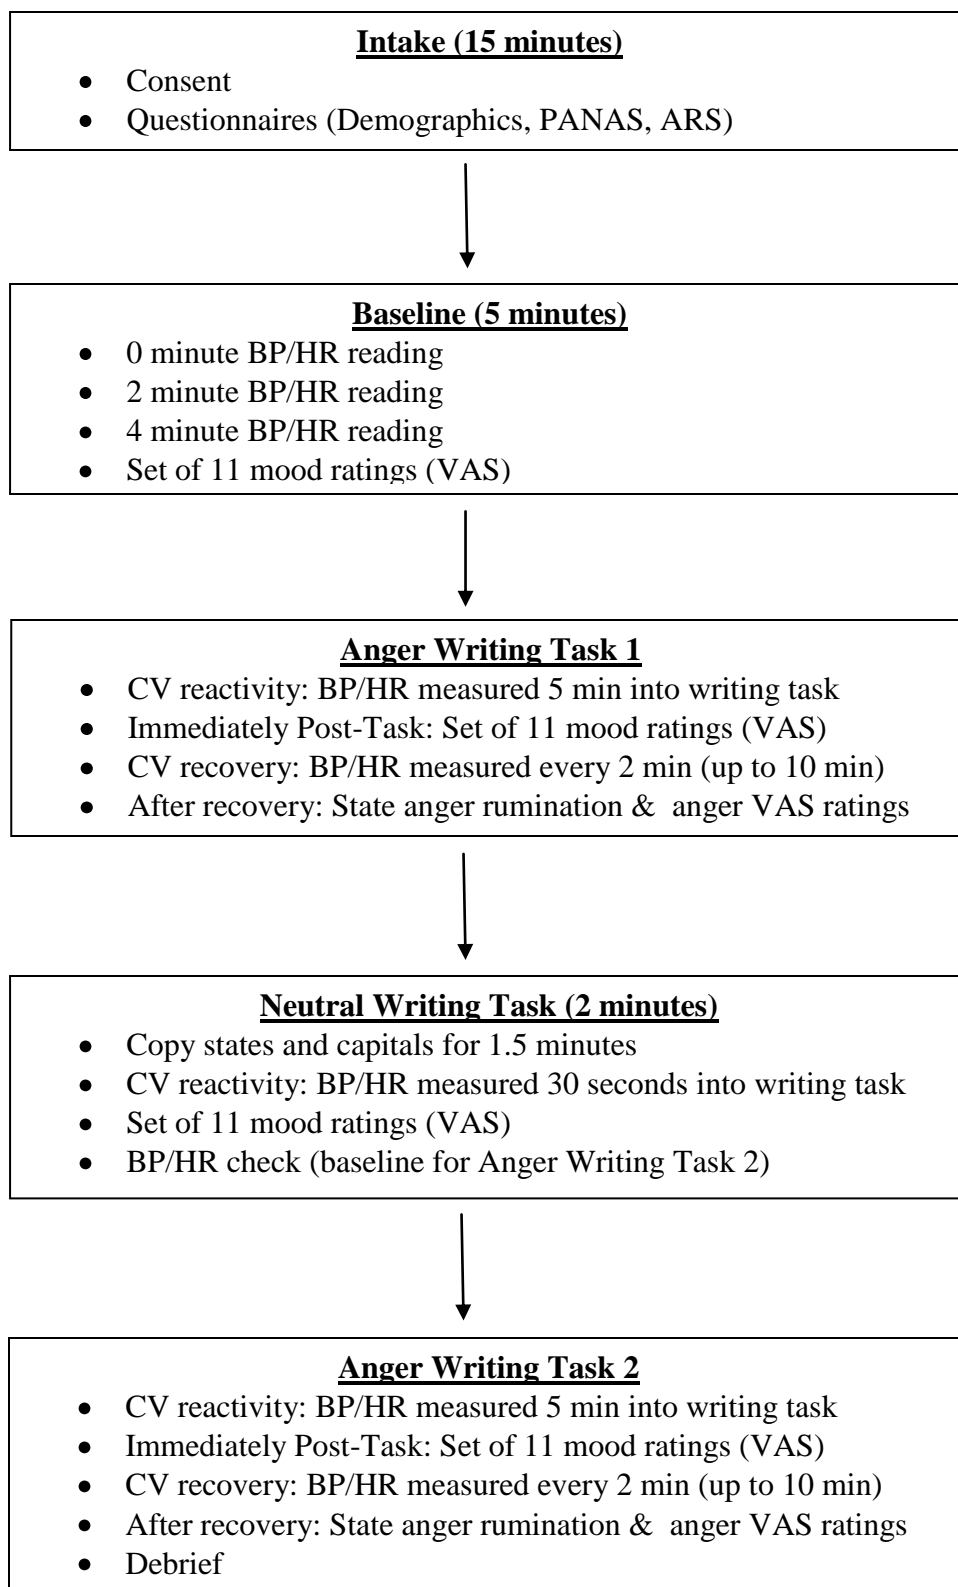 Intake (15 minutes)
• Consent
• Questionnaires (Demographics, PANAS, ARS)
Baseline (5 minutes)
• 0 minute BP/HR reading
• 2 minute BP/HR reading
• 4 minute BP/HR reading
• Set of 11 mood ratings (VAS)
Anger Writing Task 1
• CV reactivity: BP/HR measured 5 min into writing task
• Immediately Post-Task: Set of 11 mood ratings (VAS)
• CV recovery: BP/HR measured every 2 min (up to 10 min)
• After recovery: State anger rumination & anger VAS ratings
Neutral Writing Task (2 minutes)
• Copy states and capitals for 1.5 minutes
• CV reactivity: BP/HR measured 30 seconds into writing task
• Set of 11 mood ratings (VAS)
• BP/HR check (baseline for Anger Writing Task 2)
Anger Writing Task 2
• CV reactivity: BP/HR measured 5 min into writing task
• Immediately Post-Task: Set of 11 mood ratings (VAS)
• CV recovery: BP/HR measured every 2 min (up to 10 min)
• After recovery: State anger rumination & anger VAS ratings
• Debrief